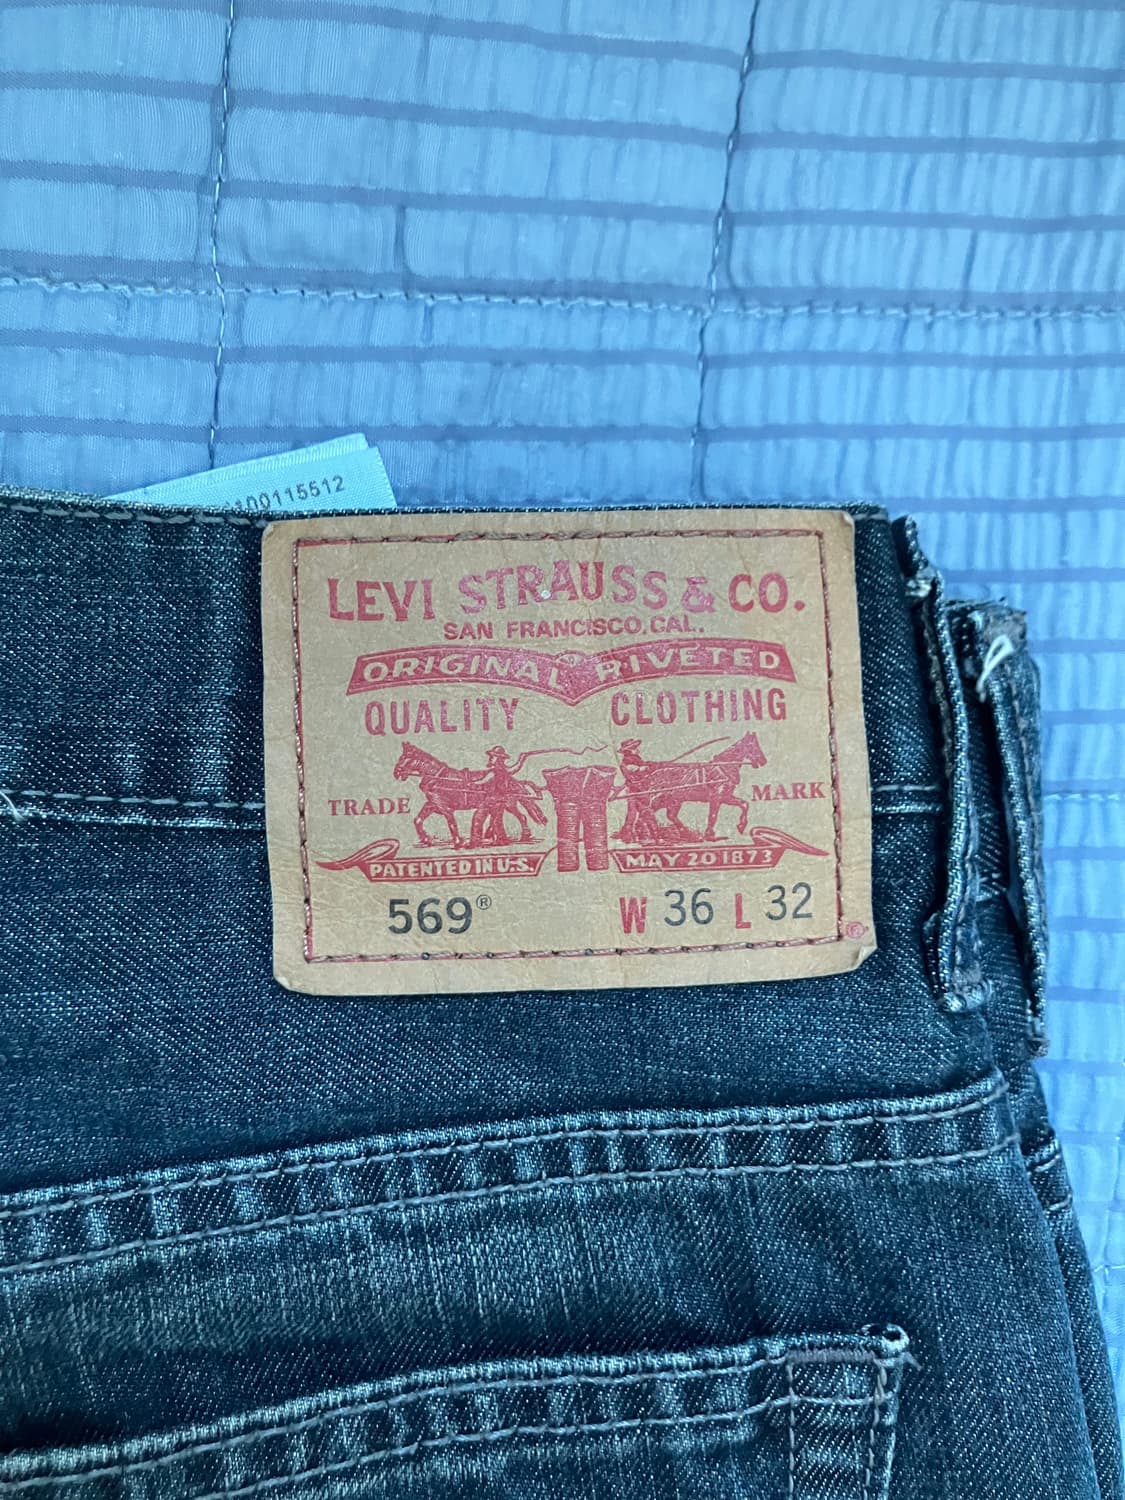 00115512
LEVI STRAUSS & CO.
SAN FRANCISCO, CAL.
ORIGINAL RIVETED
QUALITY CLOTHING
TRADE MARK
PATENTED IN U.S. MAY 20 1873
569® W 36 L 32
®